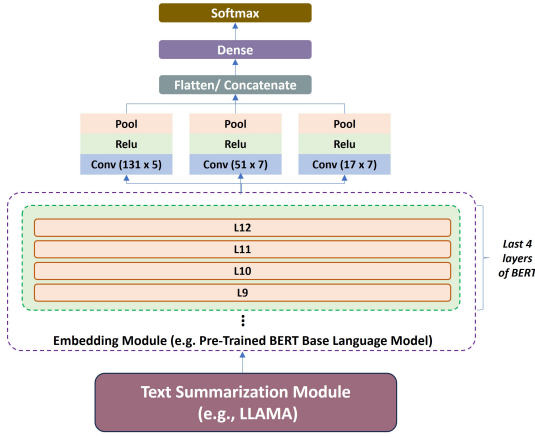 Softmax
Dense
Flatten/ Concatenate
Pool
Pool
Pool
Relu
Relu
Relu
Conv (131 x 5)
Conv (51 x 7)
Conv (17 x 7)
L12
L11
L10
L9
Last 4
layers
of BERT
Embedding Module (e.g. Pre-Trained BERT Base Language Model)
Text Summarization Module
(e.g., LLAMA)